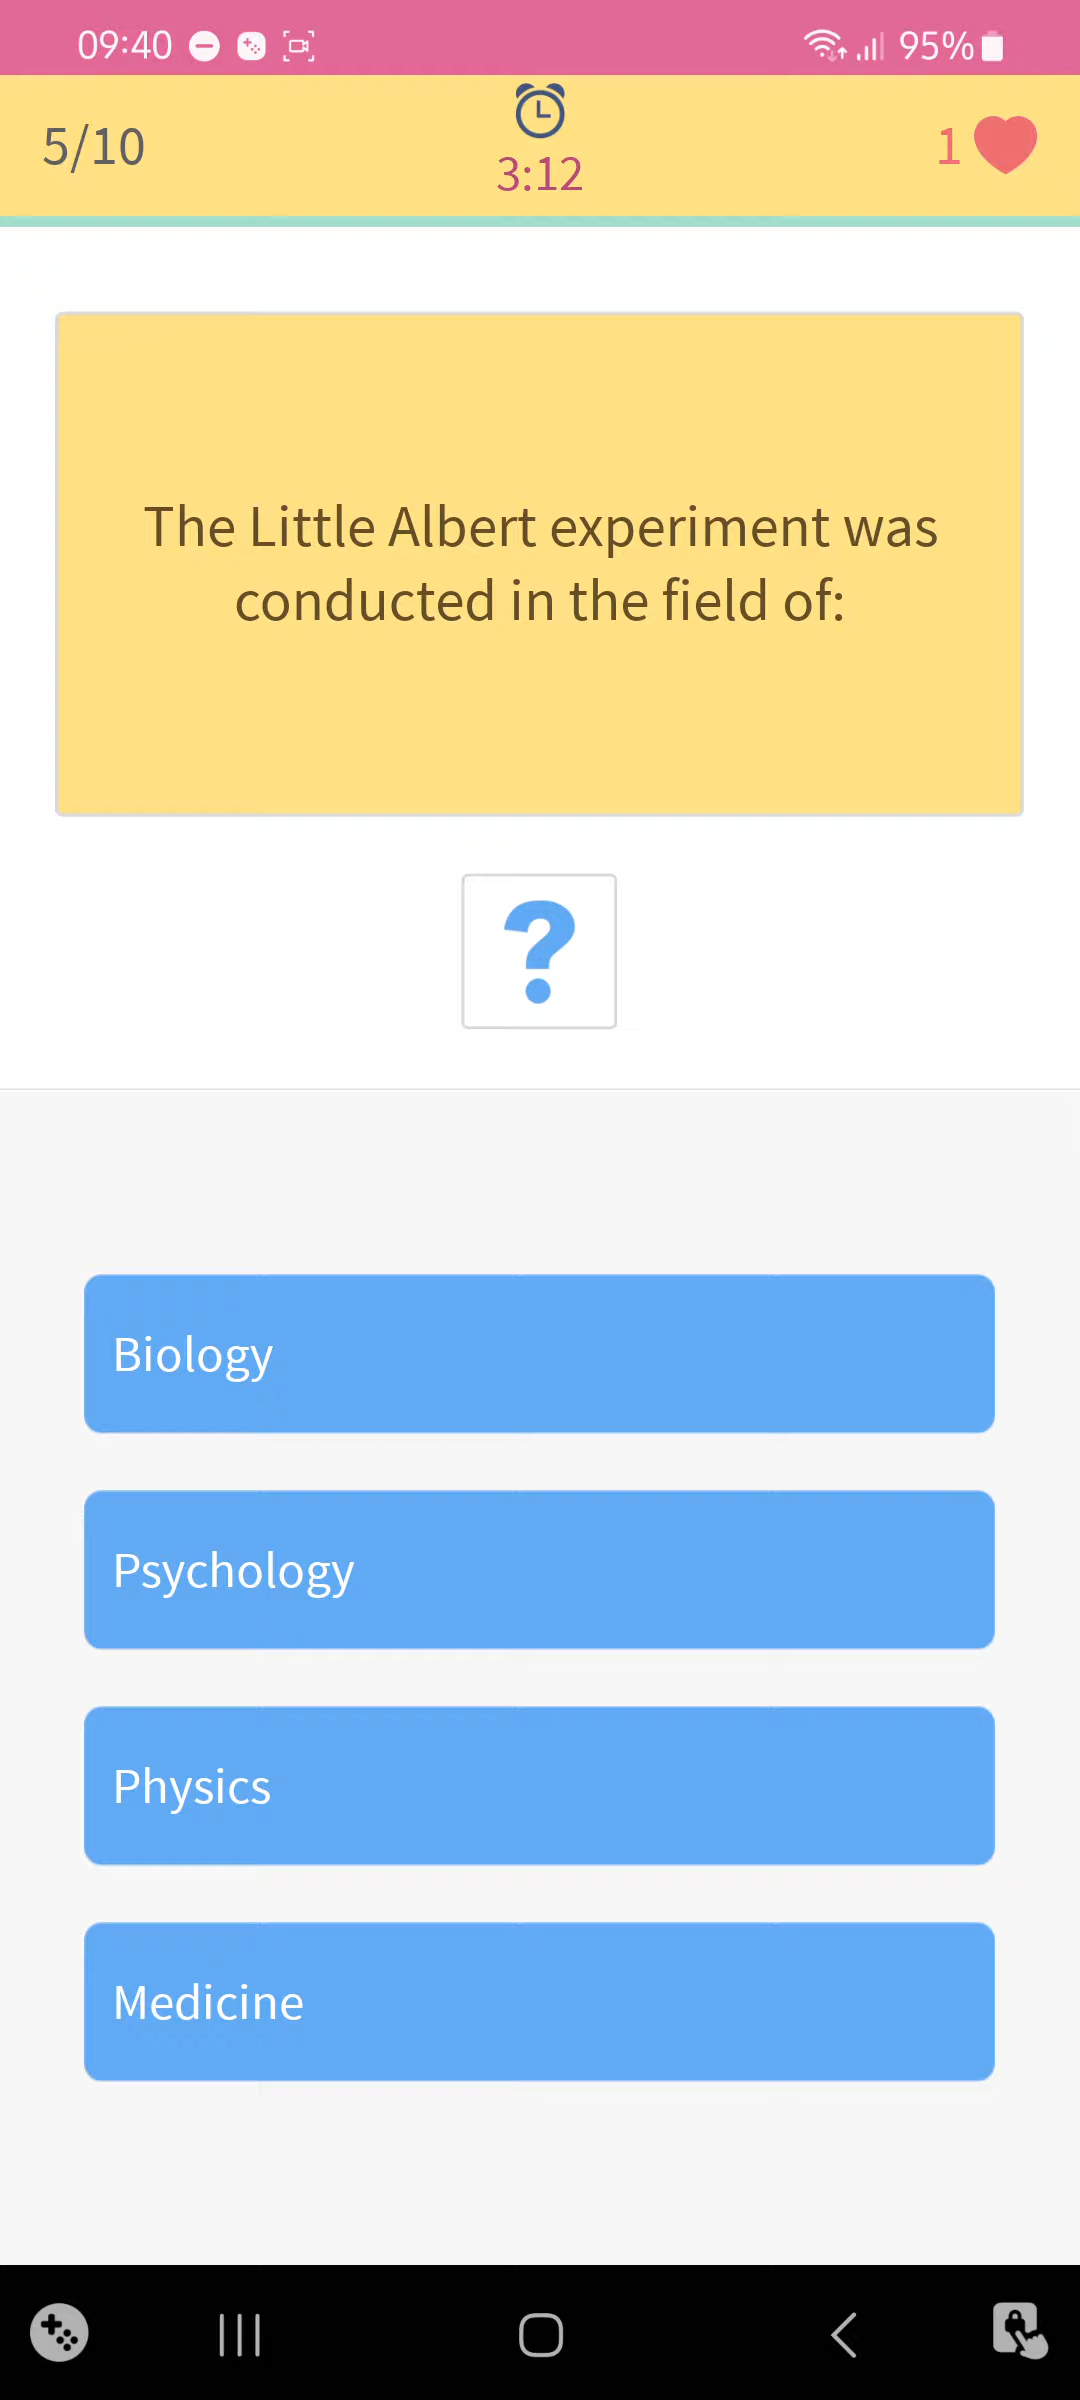 09:40
95%
5/10
3:12
1
The Little Albert experiment was
conducted in the field of:
?
Biology
Psychology
Physics
Medicine